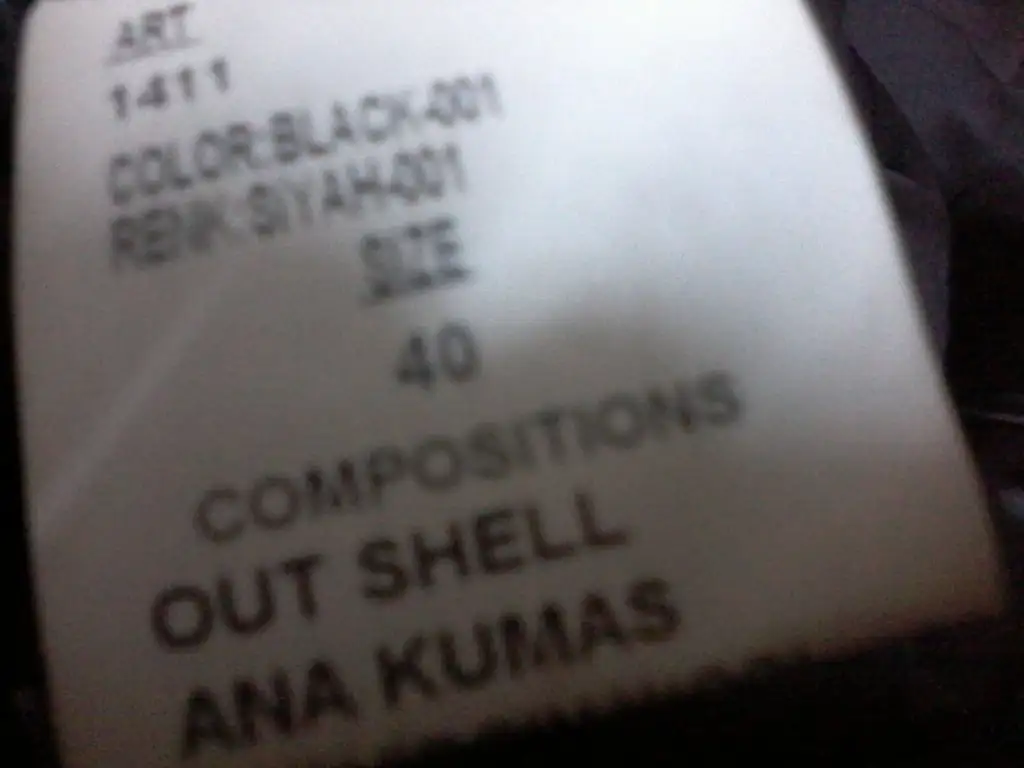 ART
1411
COLOR:BLACK-001
RENK:SIYAH-001
SIZE
40
COMPOSITIONS
OUT SHELL
ANA KUMAS